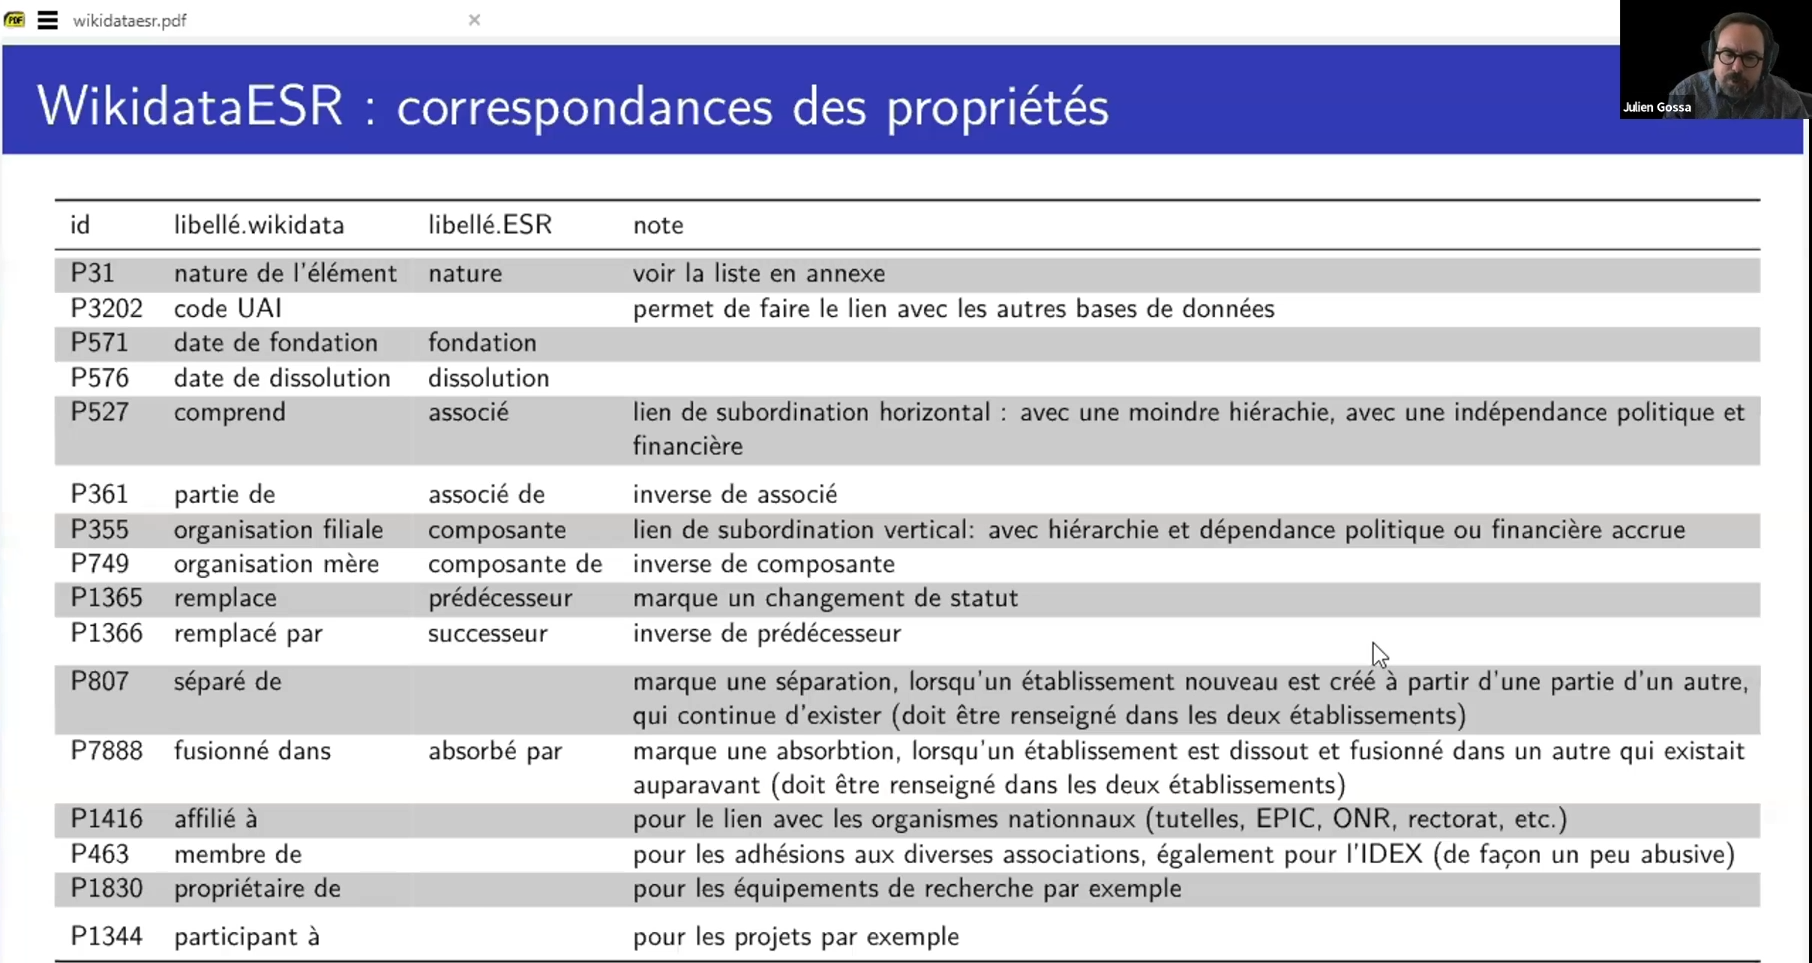 PDF wikidataesr.pdf ×
Julien Gossa
WikidataESR : correspondances des propriétés
id libellé.wikidata libellé.ESR note
P31 nature de l'élément nature voir la liste en annexe
P3202 code UAI permet de faire le lien avec les autres bases de données
P571 date de fondation fondation
P576 date de dissolution dissolution
P527 comprend associé lien de subordination horizontal : avec une moindre hiérachie, avec une indépendance politique et
financière
P361 partie de associé de inverse de associé
P355 organisation filiale composante lien de subordination vertical: avec hiérarchie et dépendance politique ou financière accrue
P749 organisation mère composante de inverse de composante
P1365 remplace prédécesseur marque un changement de statut
P1366 remplacé par successeur inverse de prédécesseur
P807 séparé de marque une séparation, lorsqu'un établissement nouveau est créé à partir d'une partie d'un autre,
qui continue d'exister (doit être renseigné dans les deux établissements)
P7888 fusionné dans absorbé par marque une absorbtion, lorsqu'un établissement est dissout et fusionné dans un autre qui existait
auparavant (doit être renseigné dans les deux établissements)
P1416 affilié à pour le lien avec les organismes nationnaux (tutelles, EPIC, ONR, rectorat, etc.)
P463 membre de pour les adhésions aux diverses associations, également pour l'IDEX (de façon un peu abusive)
P1830 propriétaire de pour les équipements de recherche par exemple
P1344 participant à pour les projets par exemple